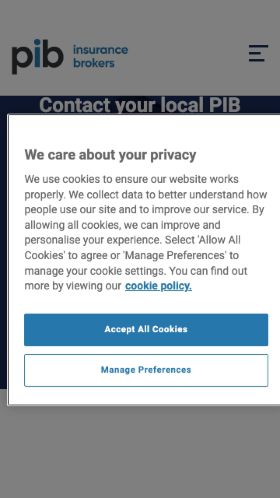 pib insurance
brokers
Contact your local PIB
We care about your privacy
We use cookies to ensure our website works
properly. We collect data to better understand how
people use our site and to improve our service. By
allowing all cookies, we can improve and
personalise your experience. Select 'Allow All
Cookies' to agree or 'Manage Preferences' to
manage your cookie settings. You can find out
more by viewing our cookie policy.
Accept All Cookies
Manage Preferences